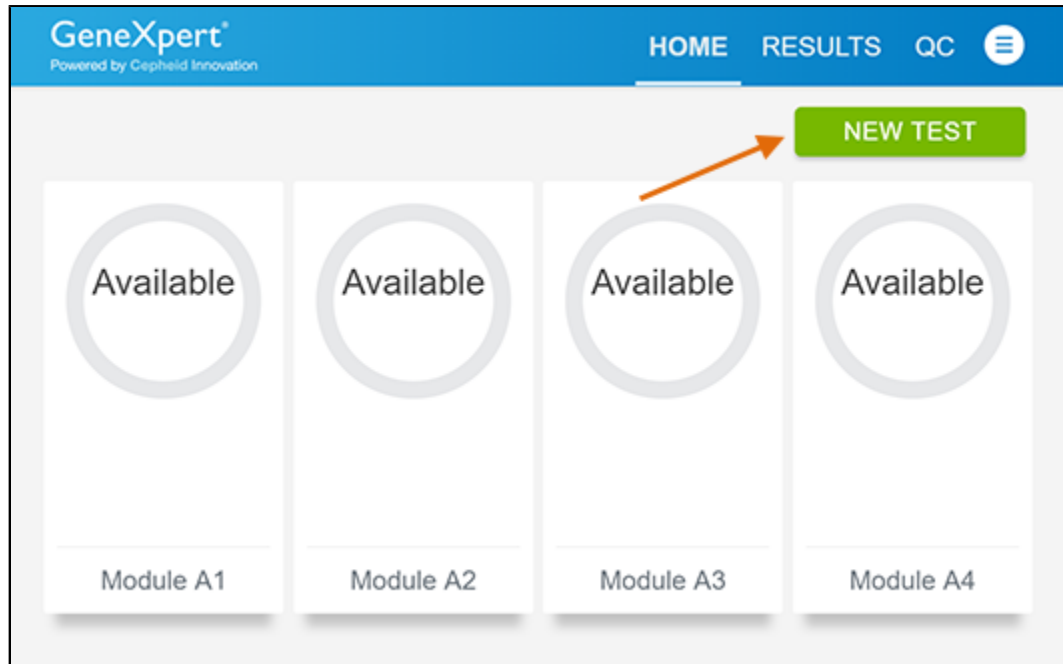 GeneXpert®
Powered by Cepheid Innovation
HOME RESULTS QC
NEW TEST
Available Available Available Available
Module A1 Module A2 Module A3 Module A4